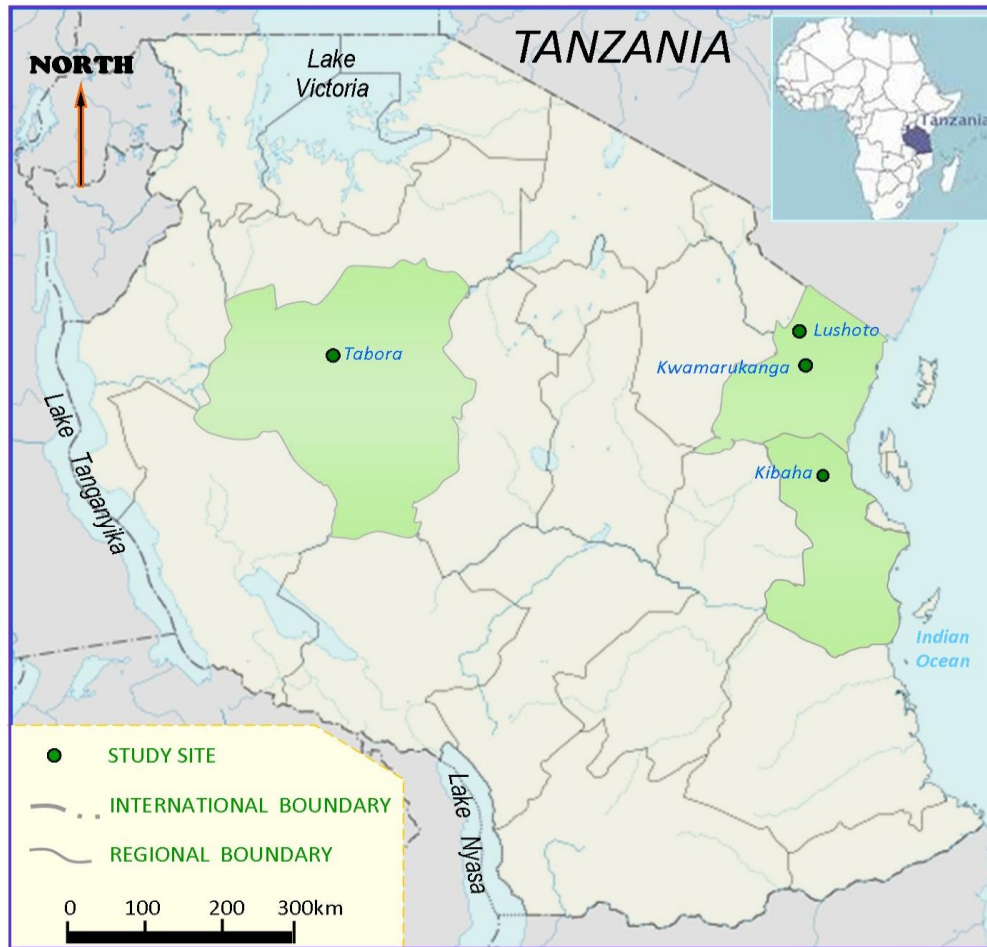 TANZANIA
NORTH
Lake
Victoria
Tanzania
Lushoto
Tabora
Kwamarukanga
Kibaha
Lake Tanganyika
Indian
Ocean
STUDY SITE
INTERNATIONAL BOUNDARY
REGIONAL BOUNDARY
Lake Nyasa
0 100 200 300km